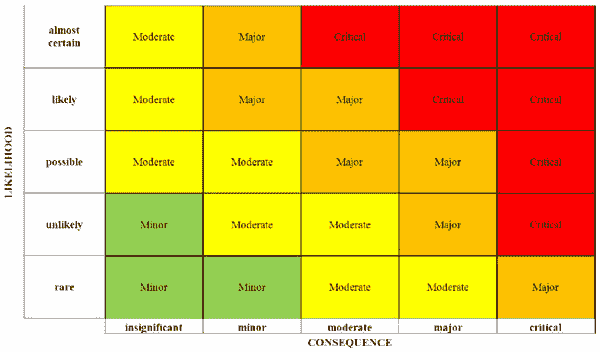 almost
certain
Moderate
Major
Critical
Critical
Critical
likely
Moderate
Major
Major
Critical
Critical
possible
Moderate
Moderate
Major
Major
Critical
unlikely
Minor
Moderate
Moderate
Major
Critical
rare
Minor
Minor
Moderate
Moderate
Major
LIKELIHOOD
insignificant
minor
moderate
major
critical
CONSEQUENCE